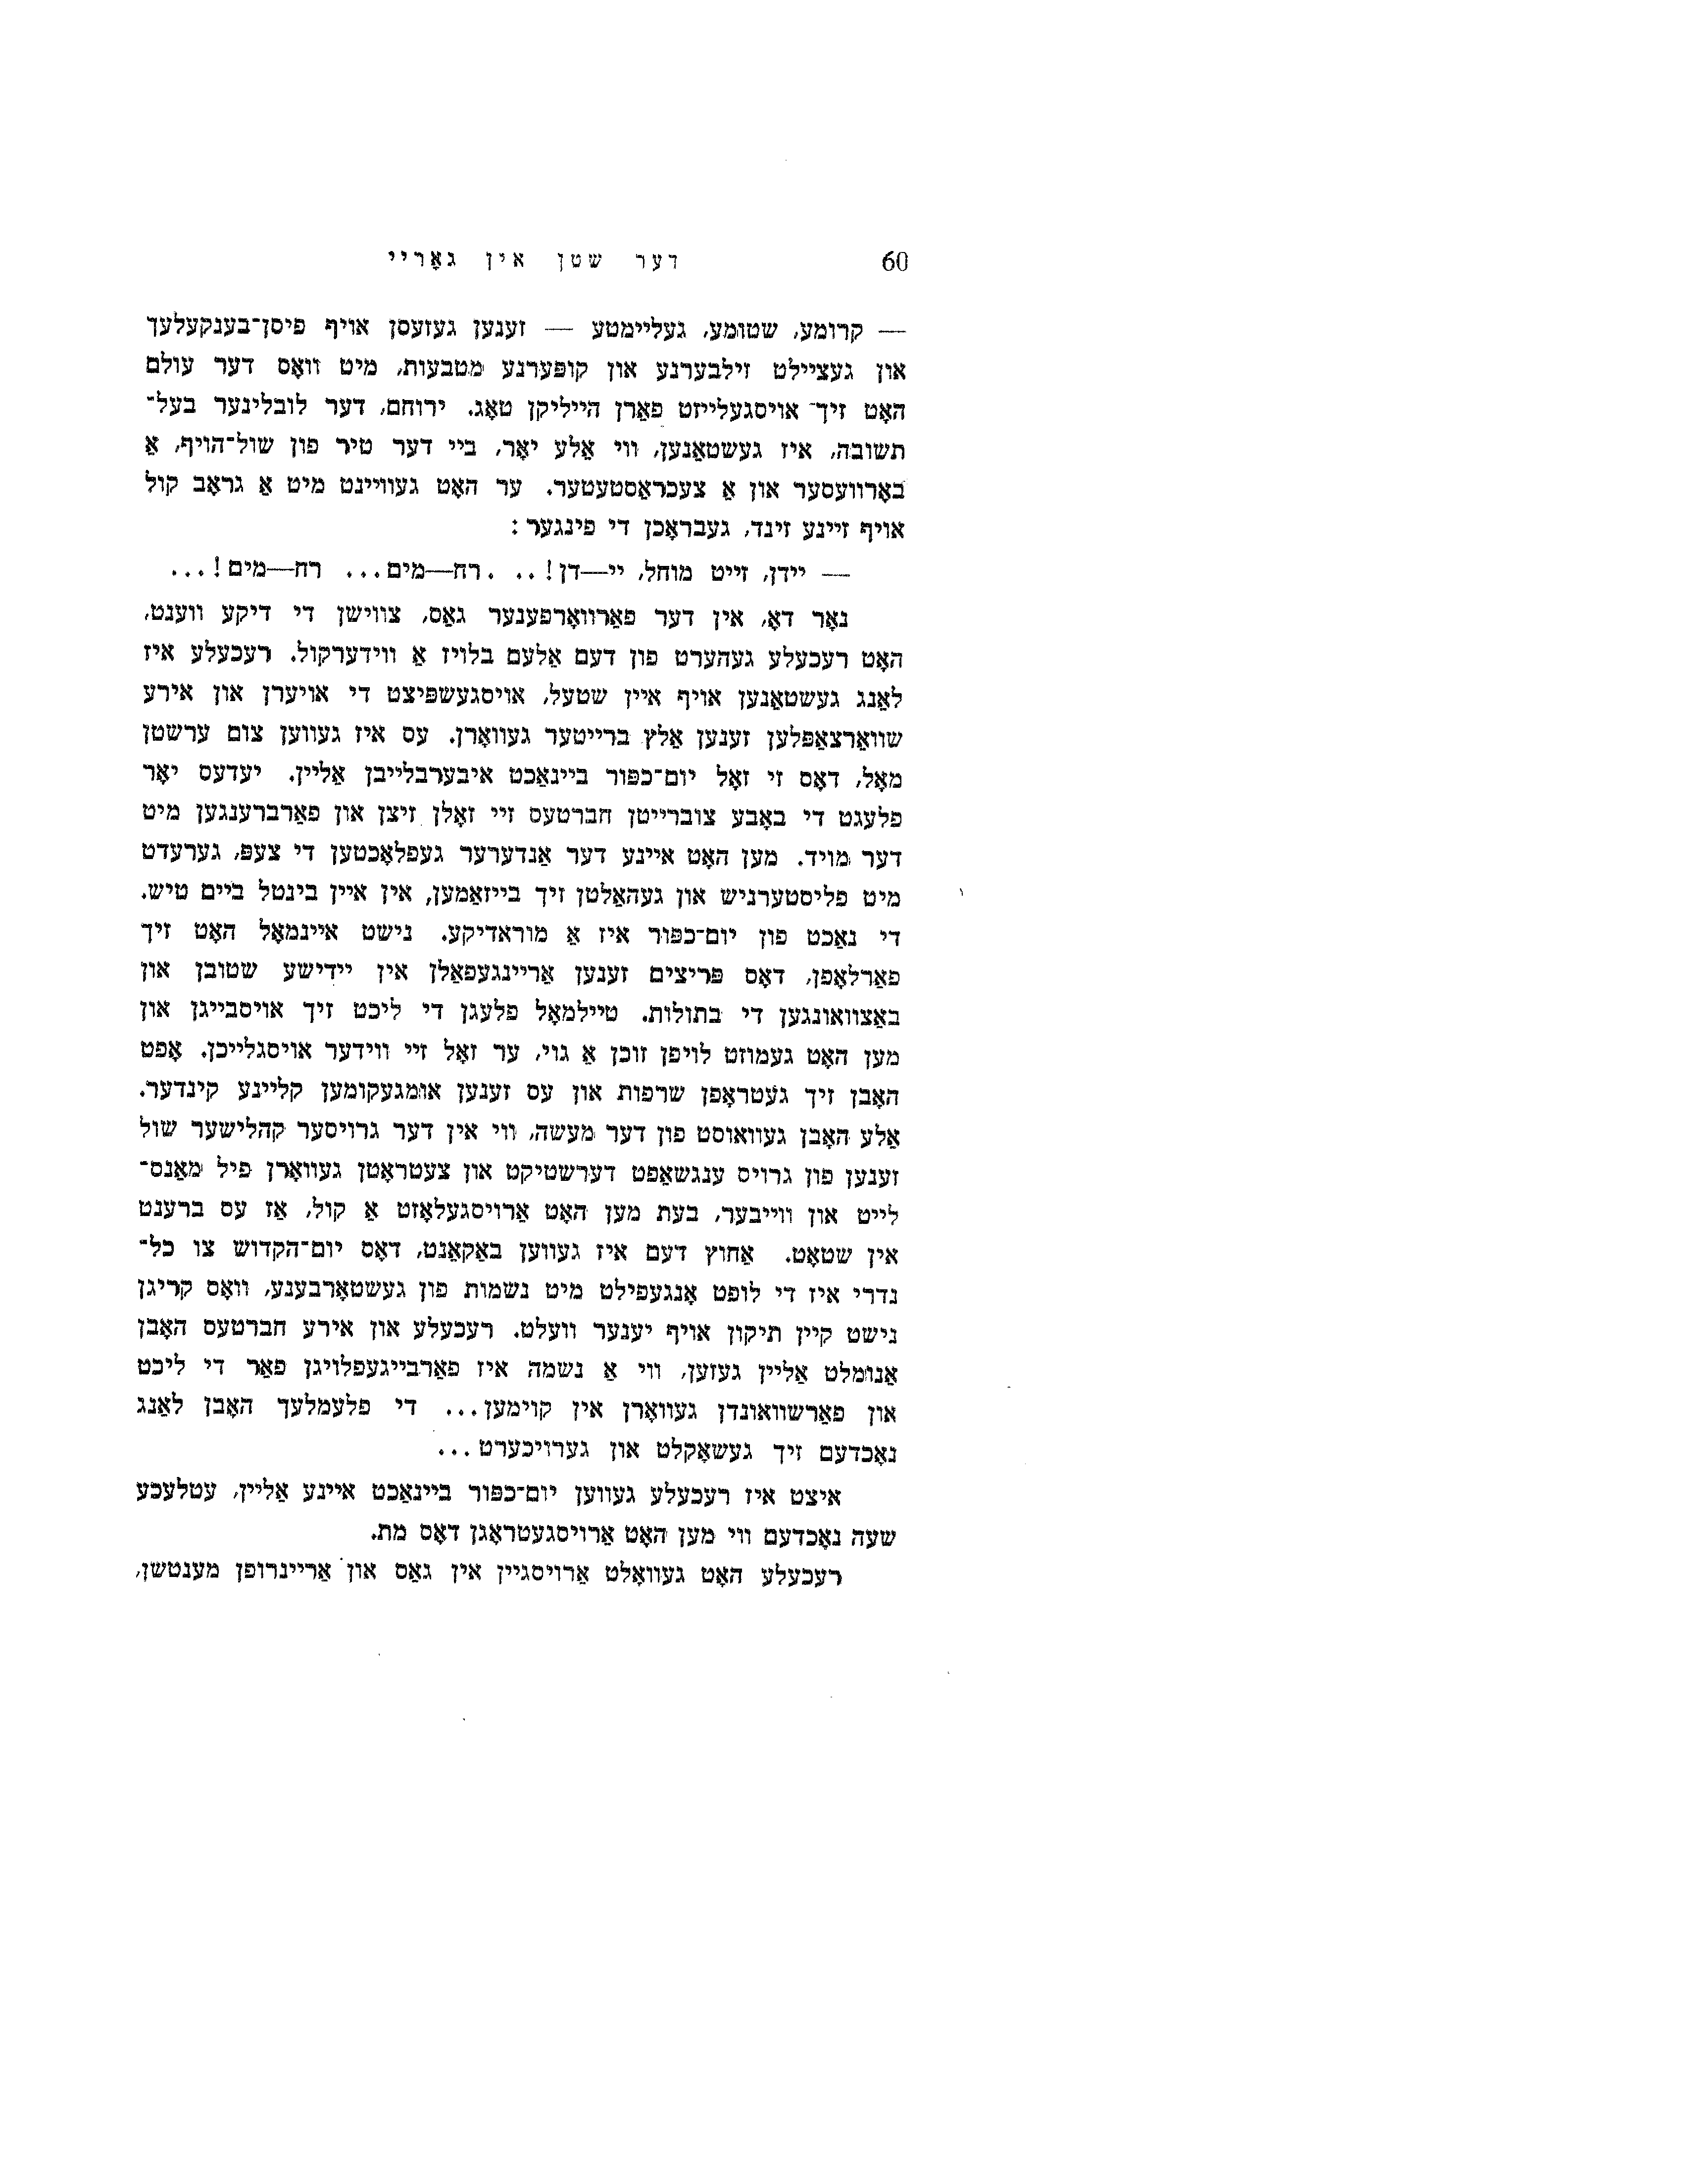 60 דער שטן אין גאָריי
— קרומע, שטומע, געליימטע — זענען געזעסן אויף פיסן־בענקעלעך
און געציילט זילבערנע און קופּערנע מטבעות, מיט וואָס דער עולם
האָט זיך אויסגעלייזט פאַרן הייליקן טאָג. ירוחם, דער לובלינער בעל־
תשובה, איז געשטאַנען, ווי אַלע יאָר, ביי דער טיר פון שול־הויף, אַ
באָרוועסער און אַ צעכראַסטעטער. ער האָט געוויינט מיט אַ גראָב קול
אויף זיינע זינד, געבראָכן די פינגער:
— יידן, זייט מוחל, יי—דן!... רח—מים... רח—מים!...
נאָר דאָ, אין דער פאַרוואָרפענער גאַס, צווישן די דיקע ווענט,
האָט רעכעלע געהערט פון דעם אַלעם בלויז אַ ווידערקול. רעכעלע איז
לאַנג געשטאַנען אויף איין שטעל, אויסגעשפּיצט די אויערן און אירע
שוואַרצאַפּלען זענען אַלץ ברייטער געוואָרן. עס איז געווען צום ערשטן
מאָל, דאָס זי זאָל יום־כּפּור ביינאַכט איבערבלייבן אַליין. יעדעס יאָר
פלעגט די באָבע צוברייטן חברטעס זיי זאָלן זיצן און פאַרברענגען מיט
דער מויד. מען האָט איינע דער אַנדערער געפלאָכטען די צעפּ, גערעדט
מיט פליסטערניש און געהאַלטן זיך בייזאַמען, אין איין בינטל ביים טיש.
די נאַכט פון יום־כּפּור איז אַ מוראדיקע. נישט איינמאָל האָט זיך
פאַרלאָפן, דאָס פּריצים זענען אַריינגעפאַלן אין יידישע שטובן און
באַצוואונגען די בתולות. טיילמאָל פלעגן די ליכט זיך אויסבייגן און
מען האָט געמוזט לויפן זוכן אַ גוי, ער זאָל זיי ווידער אויסגלייכן. אָפט
האָבן זיך געטראָפן שרפות און עס זענען אומגעקומען קליינע קינדער.
אַלע האָבן געוואוסט פון דער מעשה, ווי אין דער גרויסער קהלישער שול
זענען פון גרויס ענגשאַפט דערשטיקט און צעטראָטן געוואָרן פיל מאַנס־
לייט און ווייבער, בעת מען האָט אַרויסגעלאָזט אַ קול, אַז עס ברענט
אין שטאָט. אַחוץ דעם איז געווען באַקאַנט, דאָס יום־הקדוש צו כּל־
נדרי איז די לופט אָנגעפילט מיט נשמות פון געשטאָרבענע, וואָס קריגן
נישט קיין תיקון אויף יענער וועלט. רעכעלע און אירע חברטעס האָבן
אַנומלט אַליין געזען, ווי אַ נשמה איז פאַרבייגעפלויגן פאַר די ליכט
און פאַרשוואונדן געוואָרן אין קוימען... די פלעמלעך האָבן לאַנג
נאָכדעם זיך געשאָקלט און גערויכערט...
איצט איז רעכעלע געווען יום־כּפּור ביינאַכט איינע אַליין, עטלעכע
שעה נאָכדעם ווי מען האָט אַרויסגעטראָגן דאָס מת.
רעכעלע האָט געוואָלט אַרויסגיין אין גאַס און אַריינרופן מענטשן,